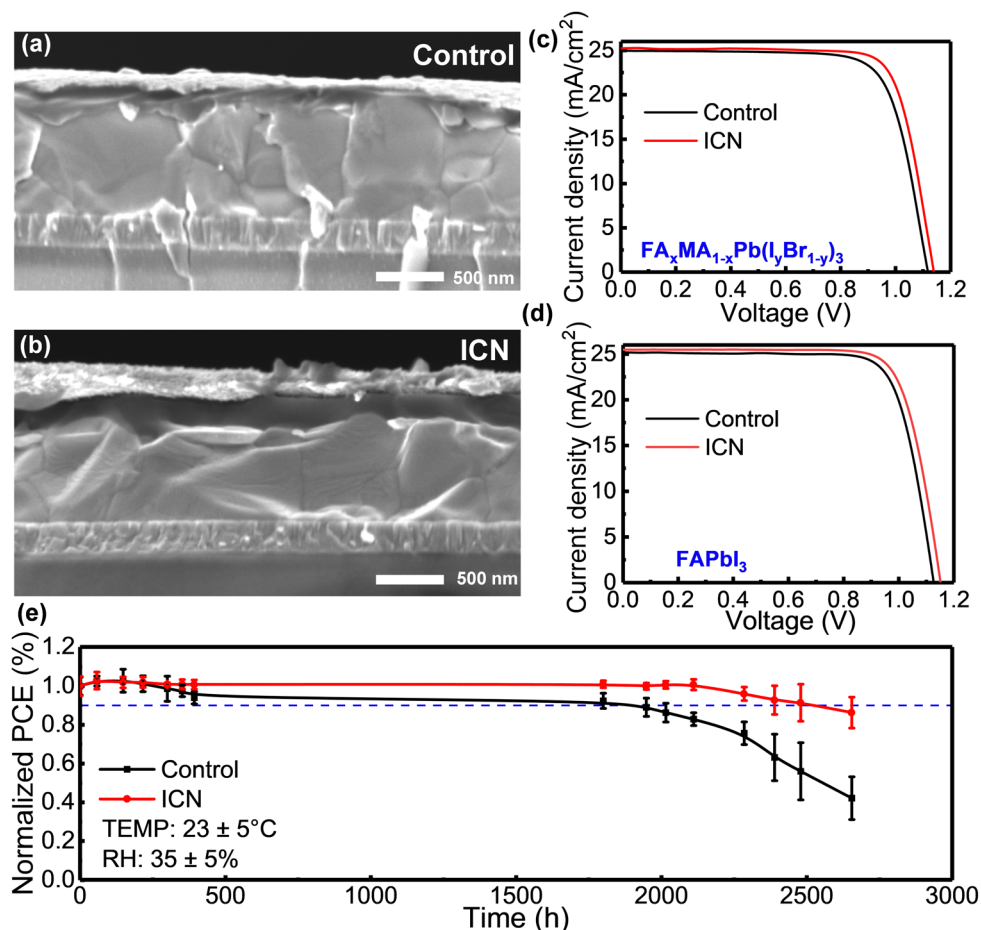 (a)
Control
500 nm
(b)
ICN
500 nm
(c)
Current density (mA/cm²)
25
20
15
10
5
0
Control
ICN
FAₓMA₁₋ₓPb(IᵧBr₁₋ᵧ)₃
0.0 0.2 0.4 0.6 0.8 1.0 1.2
Voltage (V)
(d)
Current density (mA/cm²)
25
20
15
10
5
0
Control
ICN
FAPbI₃
0.0 0.2 0.4 0.6 0.8 1.0 1.2
Voltage (V)
(e)
Normalized PCE (%)
1.2
1.0
0.8
0.6
0.4
0.2
0.0
Control
ICN
TEMP: 23 ± 5°C
RH: 35 ± 5%
0 500 1000 1500 2000 2500 3000
Time (h)